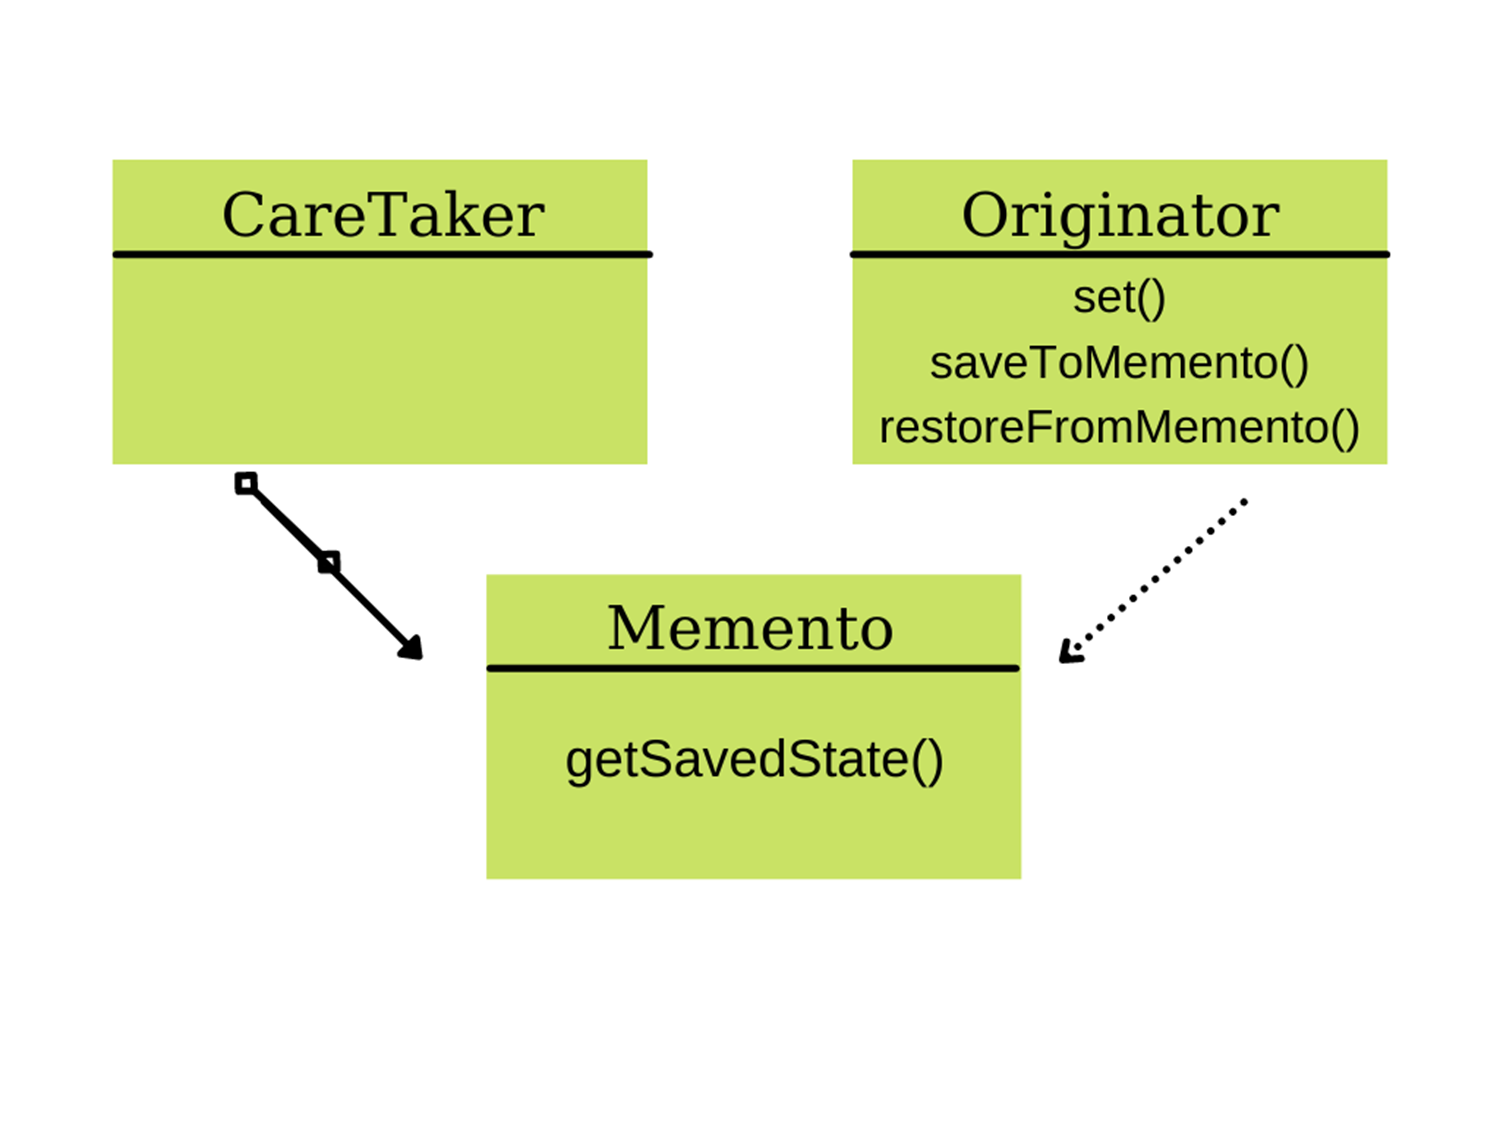 CareTaker
Originator
set()
saveToMemento()
restoreFromMemento()
Memento
getSavedState()